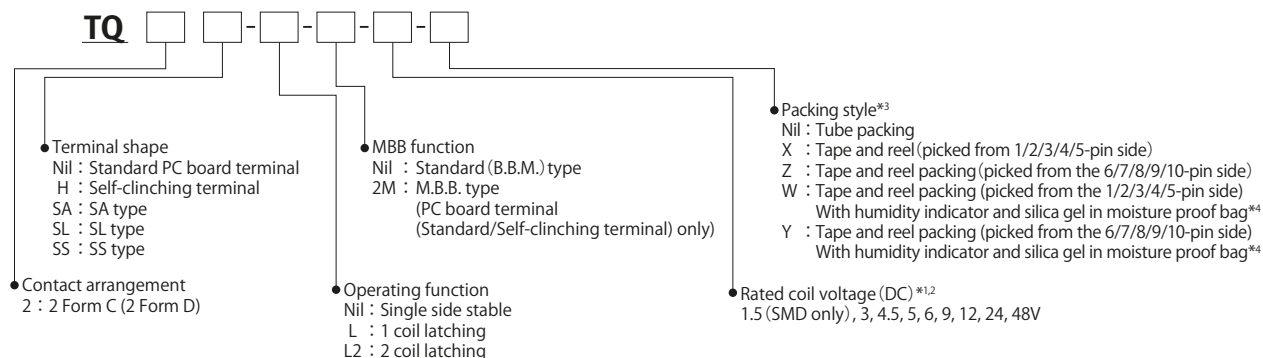 TQ - - - -
Packing style*3
Nil : Tube packing
X : Tape and reel (picked from 1/2/3/4/5-pin side)
Z : Tape and reel packing (picked from the 6/7/8/9/10-pin side)
W : Tape and reel packing (picked from the 1/2/3/4/5-pin side)
With humidity indicator and silica gel in moisture proof bag*4
Y : Tape and reel packing (picked from the 6/7/8/9/10-pin side)
With humidity indicator and silica gel in moisture proof bag*4
Terminal shape
Nil : Standard PC board terminal
H : Self-clinching terminal
SA : SA type
SL : SL type
SS : SS type
MBB function
Nil : Standard (B.B.M.) type
2M : M.B.B. type
(PC board terminal
(Standard/Self-clinching terminal) only)
Contact arrangement
2 : 2 Form C (2 Form D)
Operating function
Nil : Single side stable
L : 1 coil latching
L2 : 2 coil latching
Rated coil voltage (DC) *1,2
1.5 (SMD only) , 3, 4.5, 5, 6, 9, 12, 24, 48V